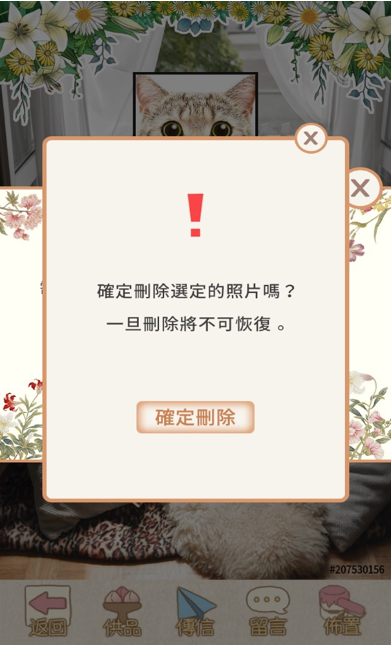 確定刪除選定的照片嗎？
一旦刪除將不可恢復。
確定刪除
#207530156
返回
供品
傳信
留言
佈置